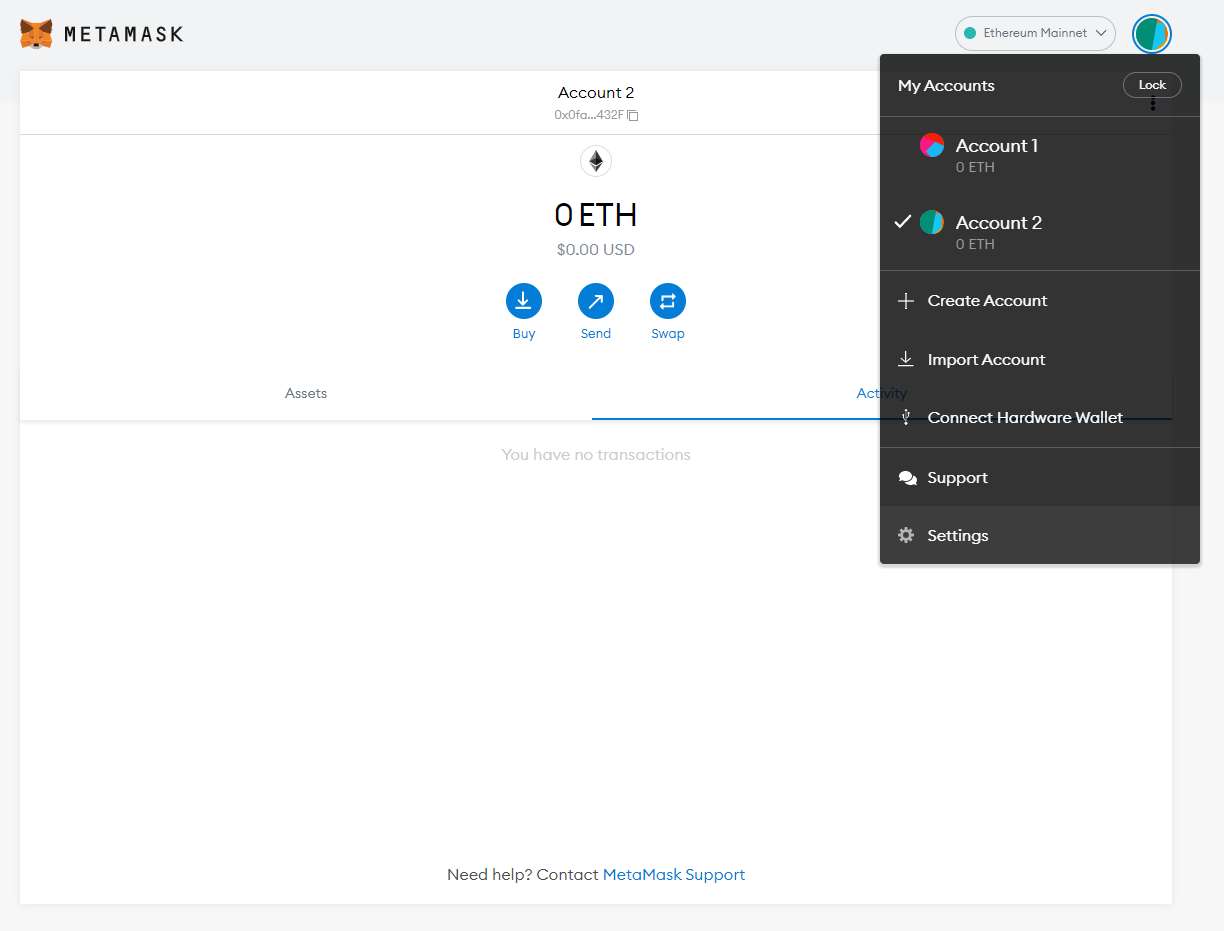 METAMASK
Ethereum Mainnet
Account 2
0x0fa...432F
0 ETH
$0.00 USD
Buy
Send
Swap
Assets
Activity
You have no transactions
Need help? Contact MetaMask Support
My Accounts
Lock
Account 1
0 ETH
Account 2
0 ETH
Create Account
Import Account
Connect Hardware Wallet
Support
Settings